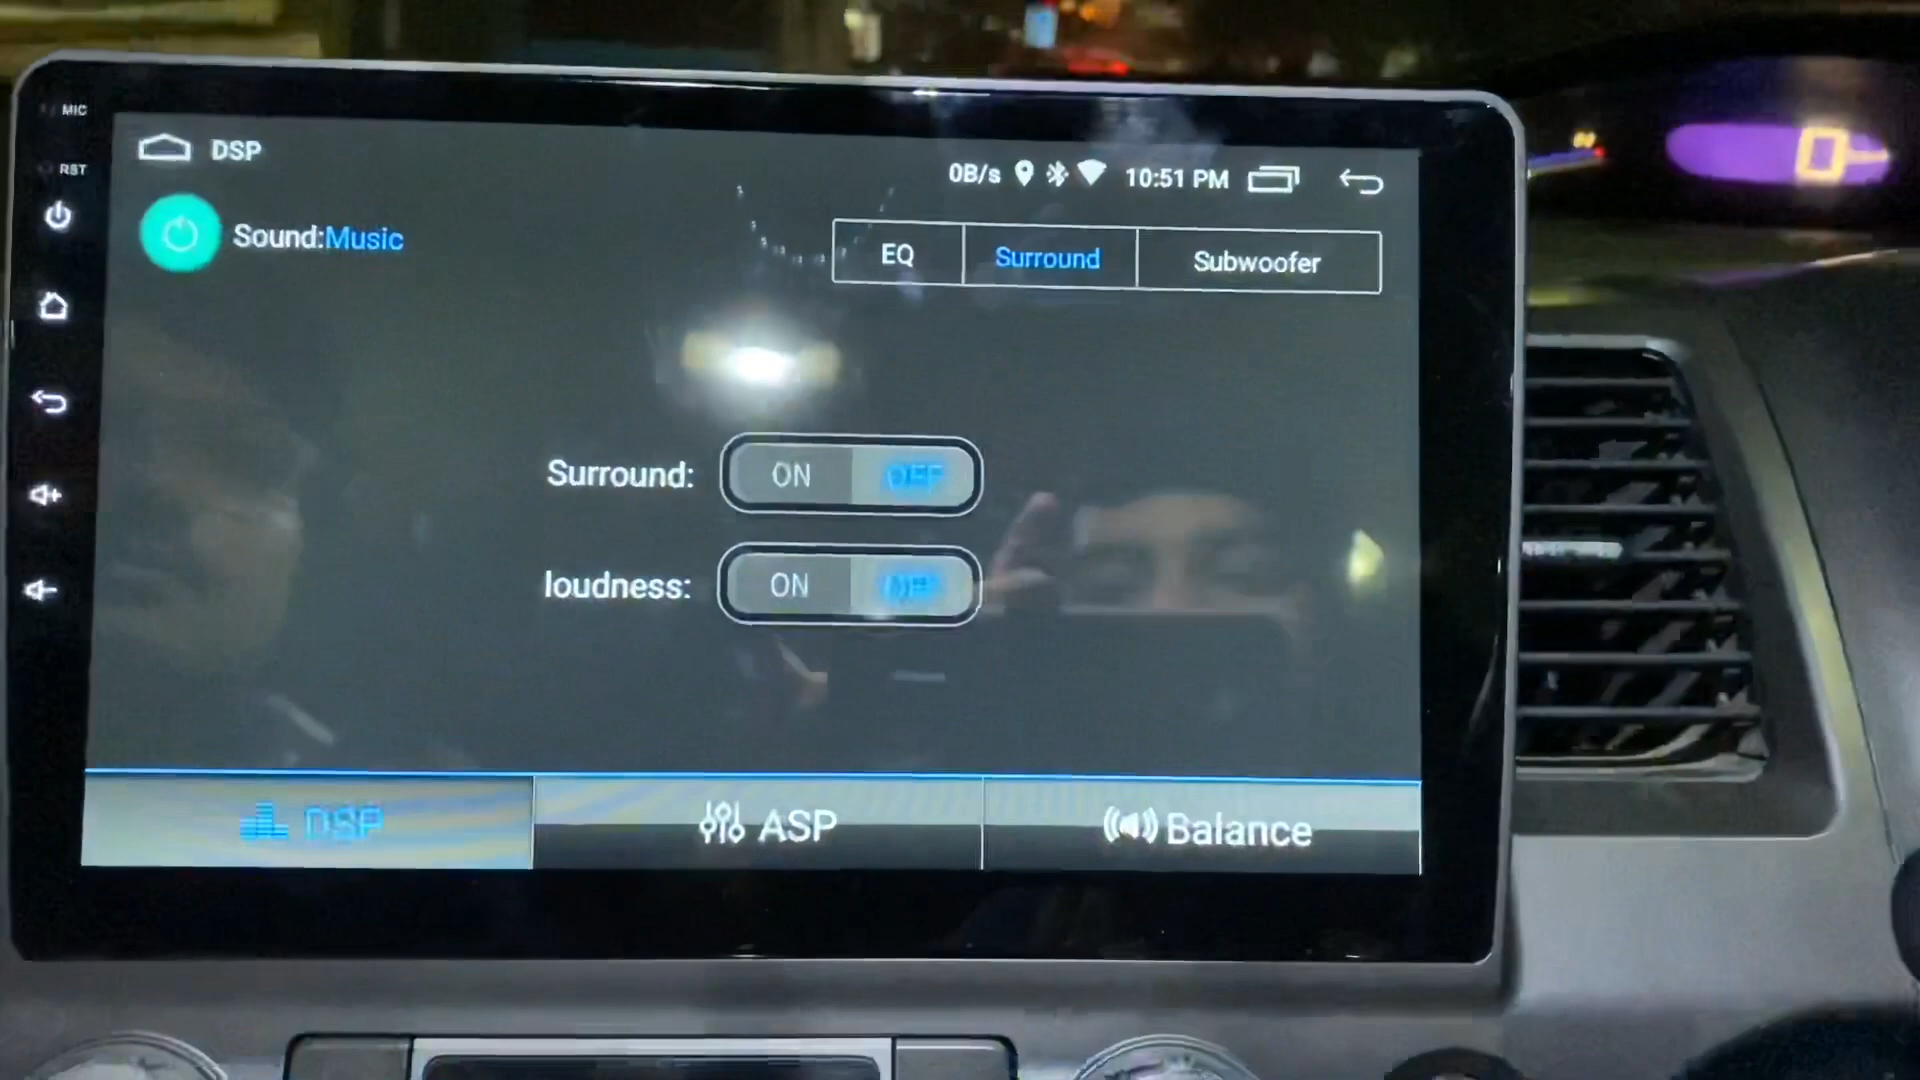 MIC
DSP
0B/s 10:51 PM
RST
Sound:Music
EQ Surround Subwoofer
Surround: ON OFF
loudness: ON OFF
DSP ASP Balance